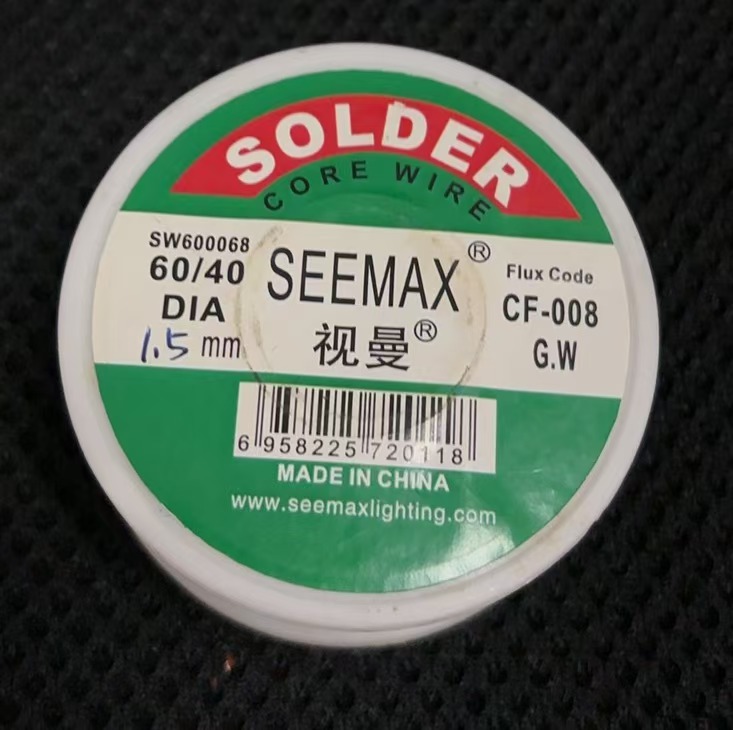 SOLDER
CORE WIRE
SW600068
60/40
DIA
1.5 mm
SEEMAX®
视曼®
Flux Code
CF-008
G.W
6 958225 720118
MADE IN CHINA
www.seemaxlighting.com